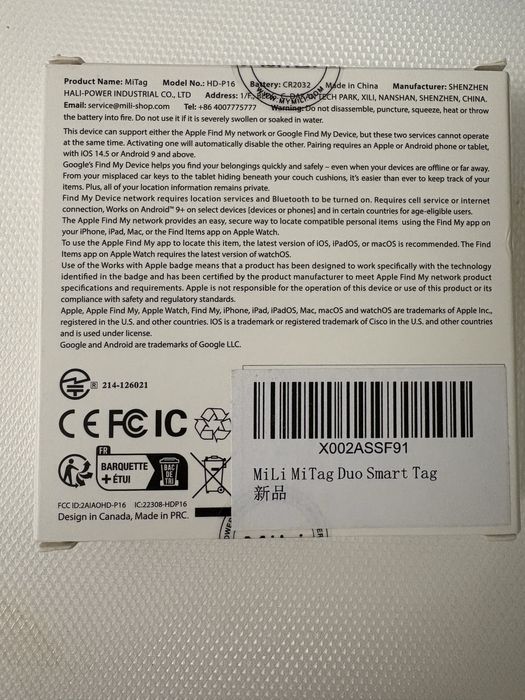 Product Name: MiTag Model No.: HD-P16 Battery: CR2032 Made in China Manufacturer: SHENZHEN
HALI-POWER INDUSTRIAL CO., LTD Address: 1/F, TECH PARK, XILI, NANSHAN, SHENZHEN, CHINA.
Email: service@mili-shop.com Tel: +86 4007775777 Warning: Do not disassemble, puncture, squeeze, heat or throw
the battery into fire. Do not use it if it is severely swollen or soaked in water.
This device can support either the Apple Find My network or Google Find My Device, but these two services cannot operate
at the same time. Activating one will automatically disable the other. Pairing requires an Apple or Android phone or tablet,
with iOS 14.5 or Android 9 and above.
Google's Find My Device helps you find your belongings quickly and safely – even when your devices are offline or far away.
From your misplaced car keys to the tablet hiding beneath your couch cushions, it's easier than ever to keep track of your
items. Plus, all of your location information remains private.
Find My Device network requires location services and Bluetooth to be turned on. Requires cell service or internet
connection, Works on Android™ 9+ on select devices [devices or phones] and in certain countries for age-eligible users.
The Apple Find My network provides an easy, secure way to locate compatible personal items using the Find My app on
your iPhone, iPad, Mac, or the Find Items app on Apple Watch.
To use the Apple Find My app to locate this item, the latest version of iOS, iPadOS, or macOS is recommended. The Find
Items app on Apple Watch requires the latest version of watchOS.
Use of the Works with Apple badge means that a product has been designed to work specifically with the technology
identified in the badge and has been certified by the product manufacturer to meet Apple Find My network product
specifications and requirements. Apple is not responsible for the operation of this device or use of this product or its
compliance with safety and regulatory standards.
Apple, Apple Find My, Apple Watch, Find My, iPhone, iPad, iPadOS, Mac, macOS and watchOS are trademarks of Apple Inc.,
registered in the U.S. and other countries. IOS is a trademark or registered trademark of Cisco in the U.S. and other countries
and is used under license.
Google and Android are trademarks of Google LLC.
R 214-126021
CE FC IC
FR
BARQUETTE
+ ÉTUI
BAC
DE
TRI
FCC ID:2AIAOHD-P16 IC:22308-HDP16
Design in Canada, Made in PRC.
X002ASSF91
MiLi MiTag Duo Smart Tag
新品